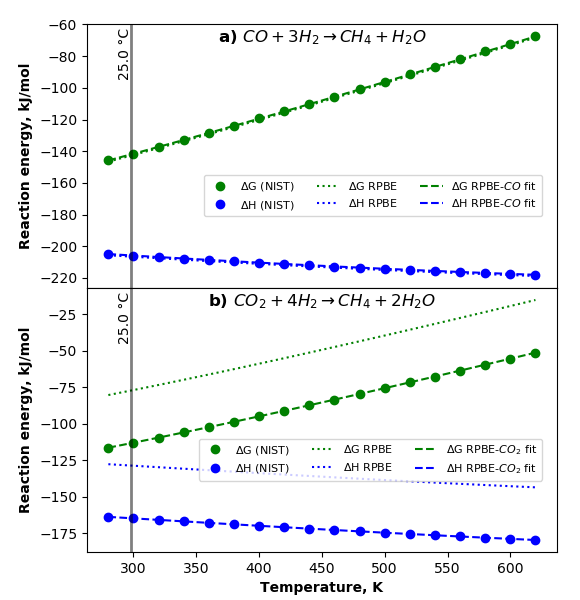 a) CO + 3H₂ → CH₄ + H₂O
25.0 °C
Reaction energy, kJ/mol
−60
−80
−100
−120
−140
−160
−180
−200
−220
ΔG (NIST) ΔG RPBE ΔG RPBE-CO fit
ΔH (NIST) ΔH RPBE ΔH RPBE-CO fit
b) CO₂ + 4H₂ → CH₄ + 2H₂O
25.0 °C
Reaction energy, kJ/mol
−25
−50
−75
−100
−125
−150
−175
ΔG (NIST) ΔG RPBE ΔG RPBE-CO₂ fit
ΔH (NIST) ΔH RPBE ΔH RPBE-CO₂ fit
300 350 400 450 500 550 600
Temperature, K